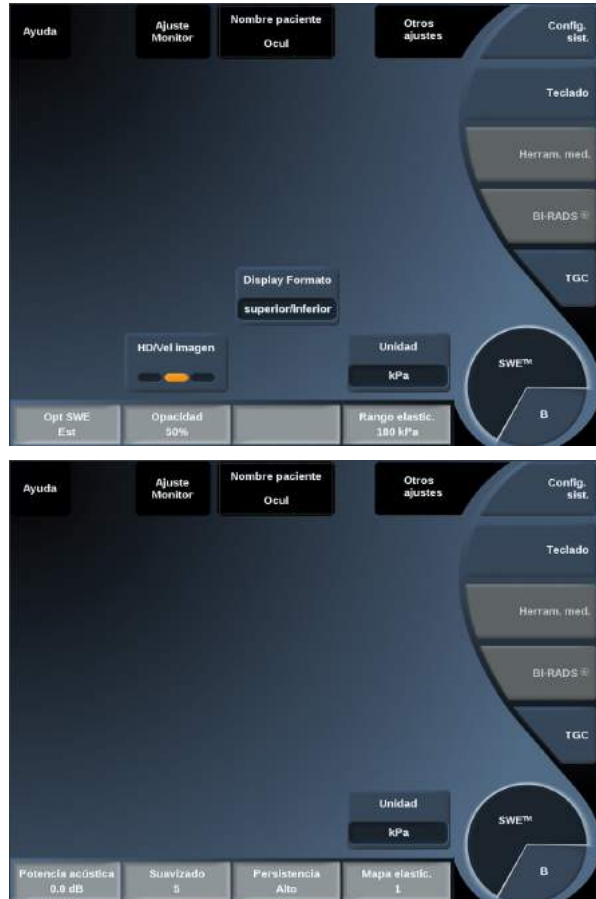 Ayuda
Ajuste
Monitor
Nombre paciente
Ocul
Otros
ajustes
Config.
sist.
Teclado
Herram. med.
BI-RADS ®
TGC
Display Formato
superior/Inferior
HD/Vel imagen
Unidad
kPa
SWE™
B
Opt SWE
Est
Opacidad
50%
Rango elastic.
180 kPa
Ayuda
Ajuste
Monitor
Nombre paciente
Ocul
Otros
ajustes
Config.
sist.
Teclado
Herram. med.
BI-RADS ®
TGC
Unidad
kPa
SWE™
B
Potencia acústica
0.0 dB
Suavizado
5
Persistencia
Alto
Mapa elastic.
1